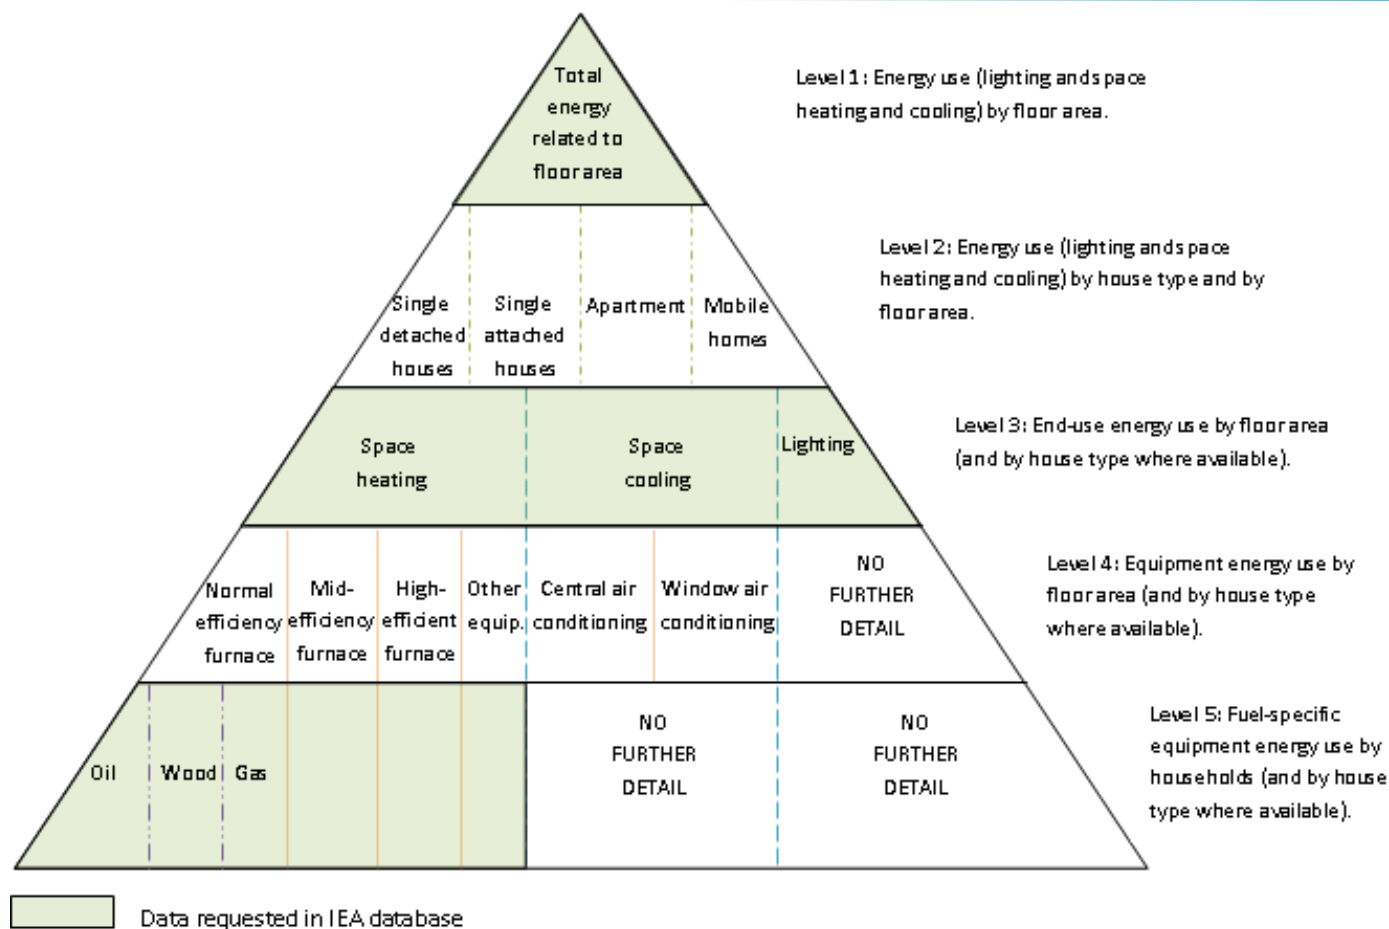 Total
energy
related to
floor area
Level 1: Energy use (lighting and space
heating and cooling) by floor area.
Single
detached
houses
Single
attached
houses
Apartment
Mobile
homes
Level 2: Energy use (lighting and space
heating and cooling) by house type and by
floor area.
Space
heating
Space
cooling
Lighting
Level 3: End-use energy use by floor area
(and by house type where available).
Normal
efficiency
furnace
Mid-
efficiency
furnace
High-
efficient
furnace
Other
equip.
Central air
conditioning
Window air
conditioning
NO
FURTHER
DETAIL
Level 4: Equipment energy use by
floor area (and by house type
where available).
Oil
Wood
Gas
NO
FURTHER
DETAIL
NO
FURTHER
DETAIL
Level 5: Fuel-specific
equipment energy use by
households (and by house
type where available).
Data requested in IEA database